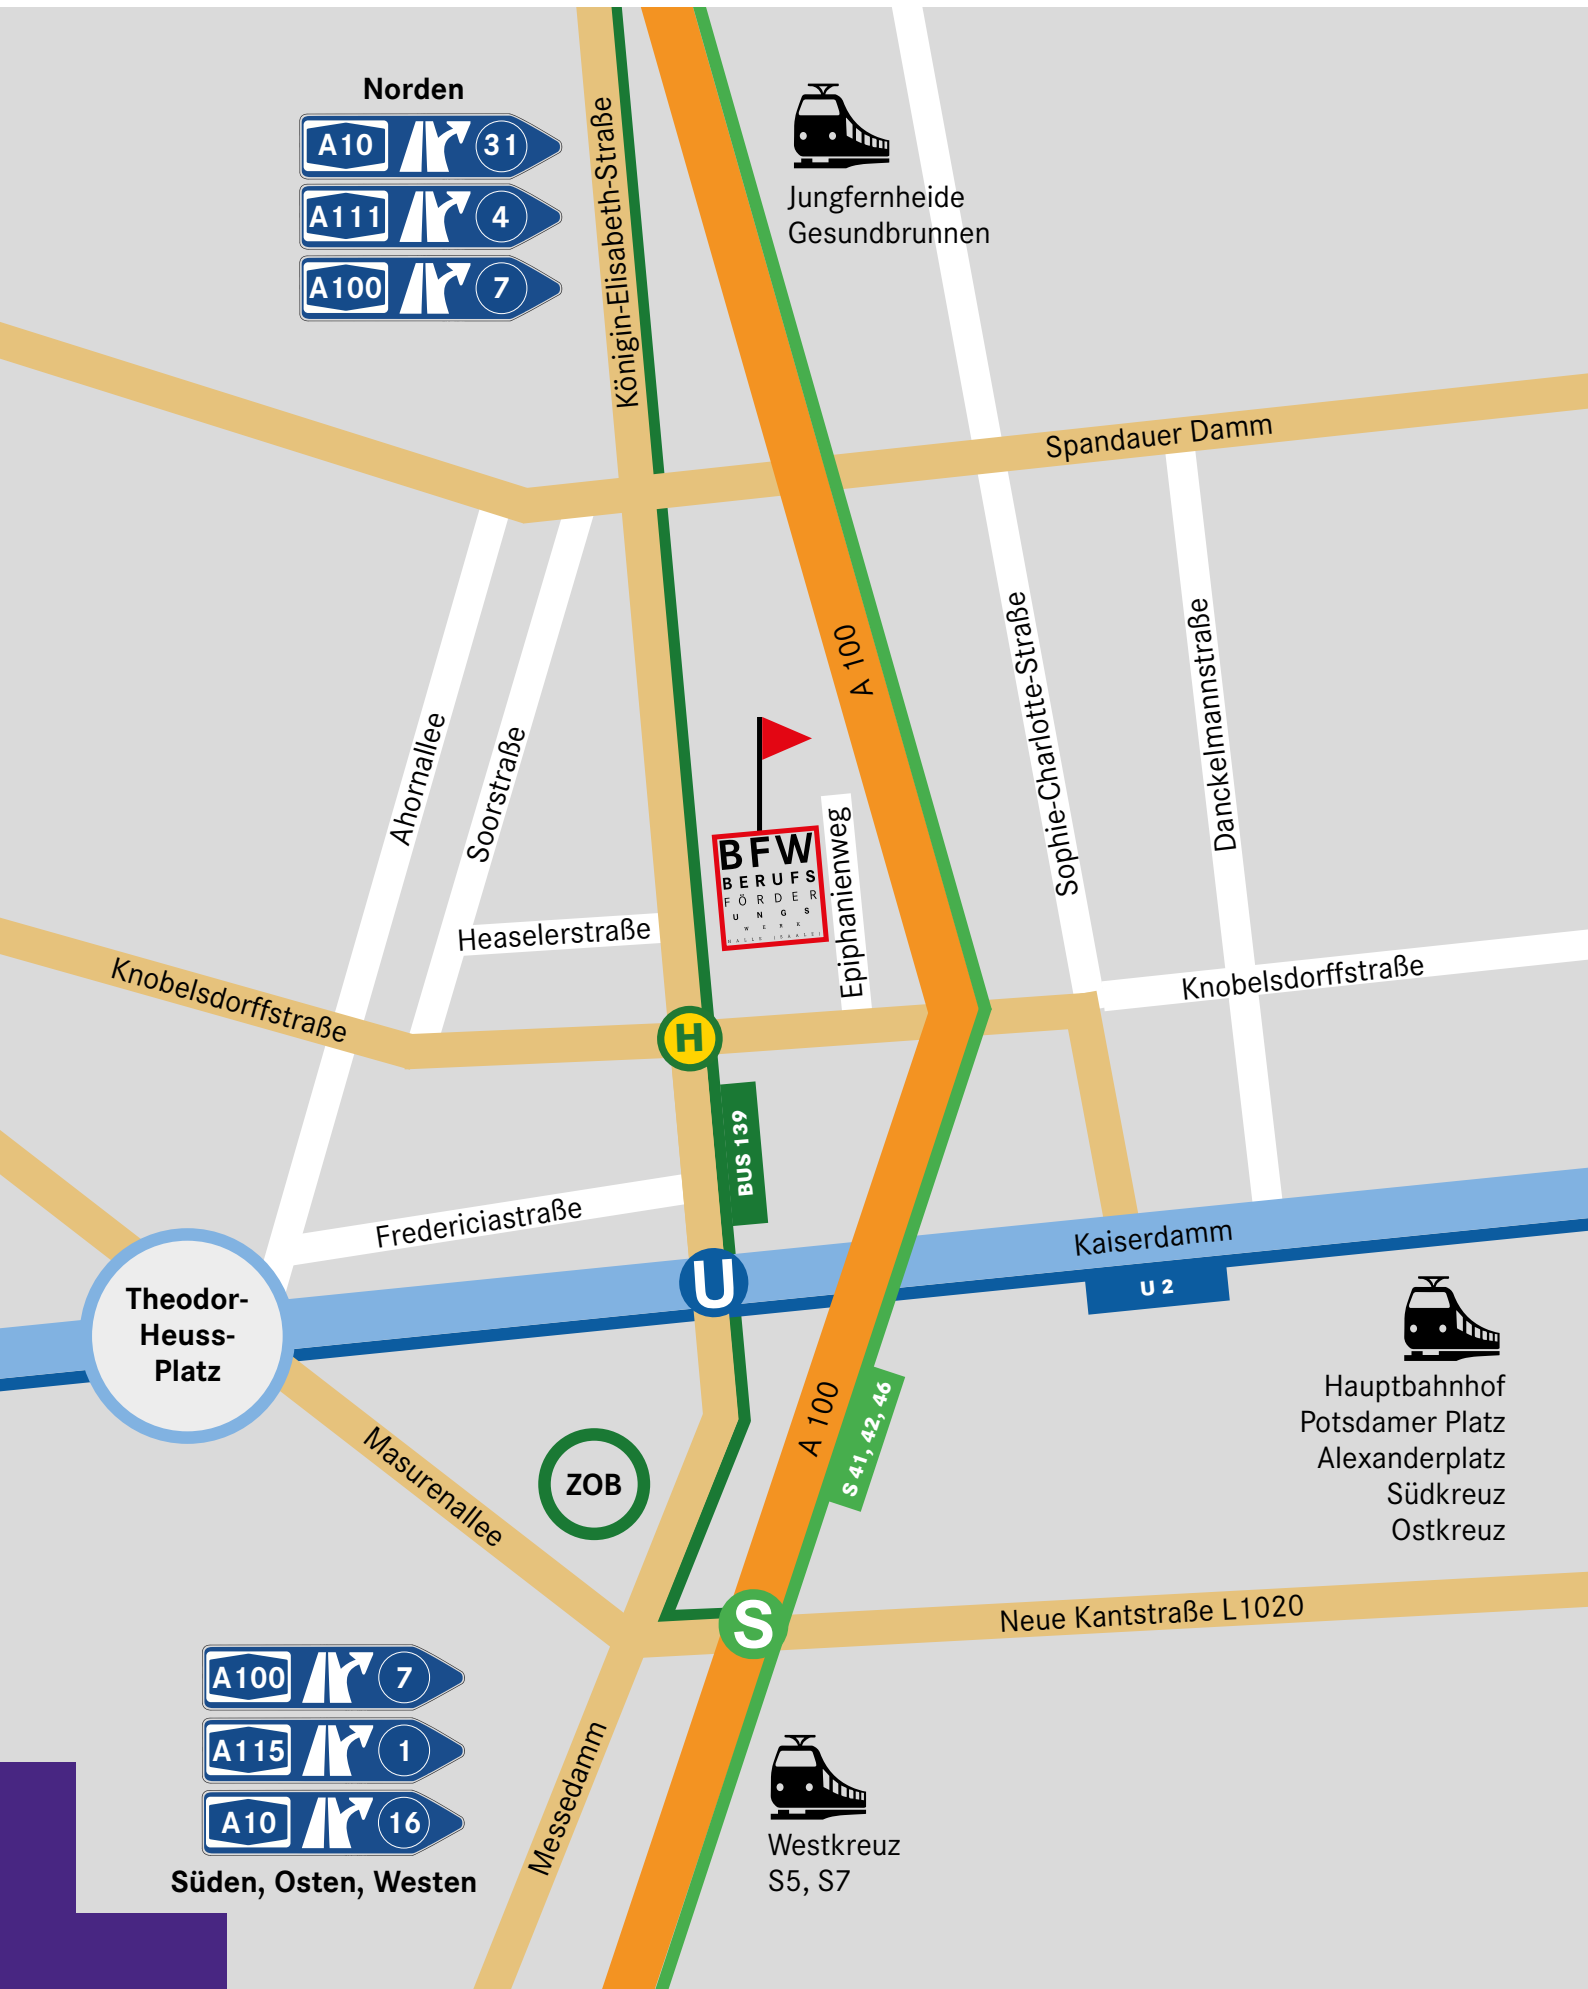 Norden
A10 31
A111 4
A100 7
Königin-Elisabeth-Straße
Jungfernheide
Gesundbrunnen
Spandauer Damm
A 100
Ahornallee
Soorstraße
Sophie-Charlotte-Straße
Danckelmannstraße
BFW
BERUFS
FÖRDER
UNGS
WERK
HALLE (SAALE)
Epiphanienweg
Heaselerstraße
Knobelsdorffstraße
Knobelsdorffstraße
H
BUS 139
Fredericiastraße
Kaiserdamm
U
U 2
Theodor-
Heuss-
Platz
Hauptbahnhof
Potsdamer Platz
Alexanderplatz
Südkreuz
Ostkreuz
A 100
S 41, 42, 46
Masurenallee
ZOB
S
Neue Kantstraße L1020
A100 7
A115 1
A10 16
Süden, Osten, Westen
Messedamm
Westkreuz
S5, S7